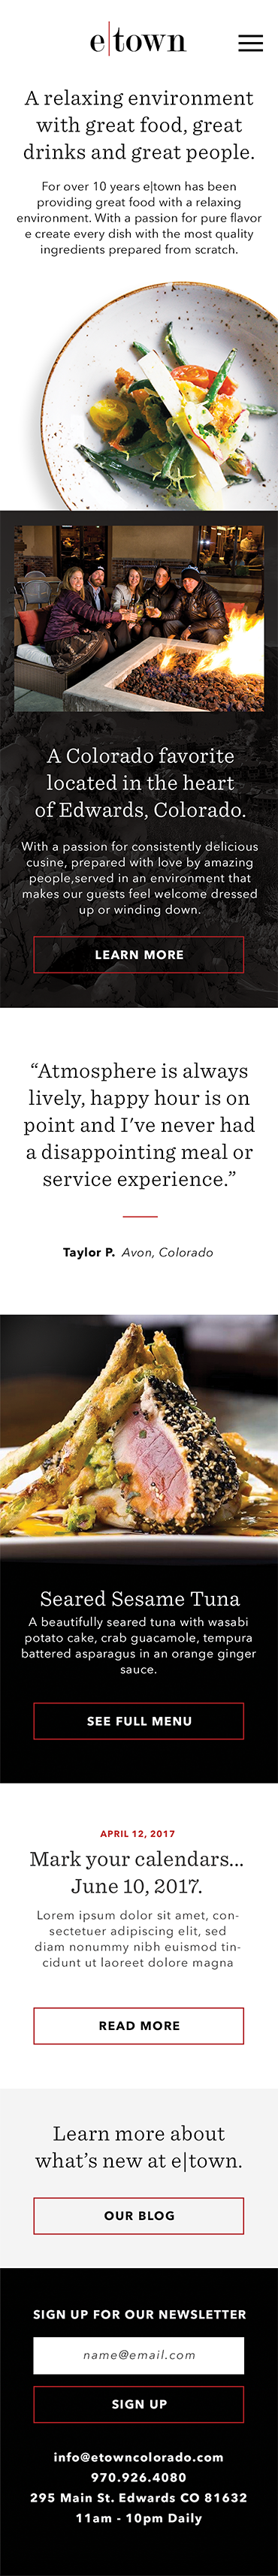 e|town
A relaxing environment
with great food, great
drinks and great people.
For over 10 years e|town has been
providing great food with a relaxing
environment. With a passion for pure flavor
e create every dish with the most quality
ingredients prepared from scratch.
A Colorado favorite
located in the heart
of Edwards, Colorado.
With a passion for consistently delicious
cusine, prepared with love by amazing
people,served in an environment that
makes our guests feel welcome dressed
up or winding down.
LEARN MORE
“Atmosphere is always
lively, happy hour is on
point and I've never had
a disappointing meal or
service experience.”
Taylor P. Avon, Colorado
Seared Sesame Tuna
A beautifully seared tuna with wasabi
potato cake, crab guacamole, tempura
battered asparagus in an orange ginger
sauce.
SEE FULL MENU
APRIL 12, 2017
Mark your calendars...
June 10, 2017.
Lorem ipsum dolor sit amet, con-
sectetuer adipiscing elit, sed
diam nonummy nibh euismod tin-
cidunt ut laoreet dolore magna
READ MORE
Learn more about
what's new at e|town.
OUR BLOG
SIGN UP FOR OUR NEWSLETTER
name@email.com
SIGN UP
info@etowncolorado.com
970.926.4080
295 Main St. Edwards CO 81632
11am - 10pm Daily